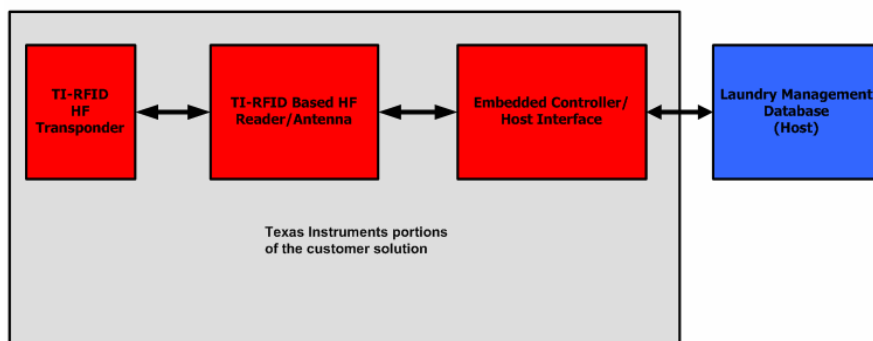 TI-RFID
HF
Transponder
TI-RFID Based HF
Reader/Antenna
Embedded Controller/
Host Interface
Laundry Management
Database
(Host)
Texas Instruments portions
of the customer solution